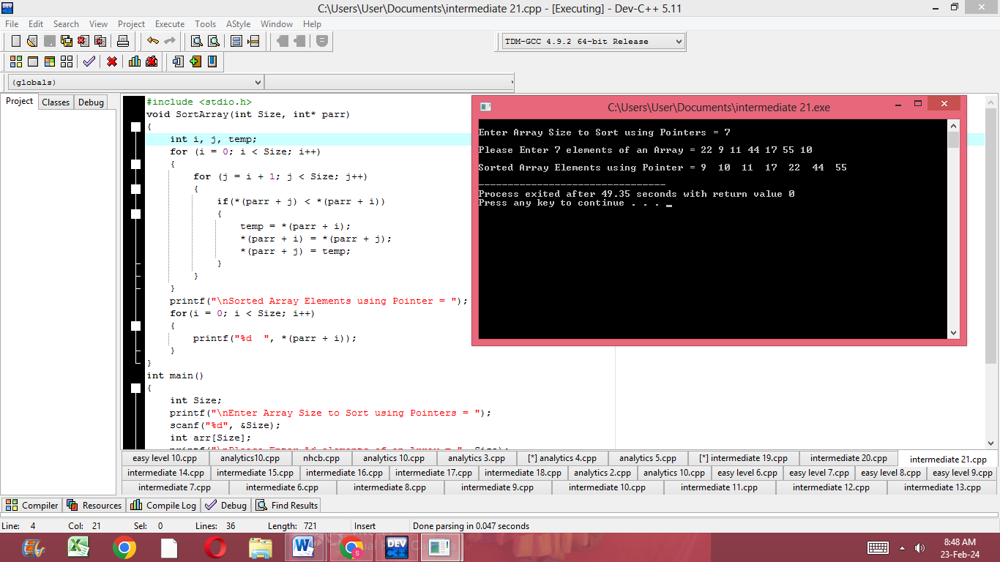 C:\Users\User\Documents\intermediate 21.cpp - [Executing] - Dev-C++ 5.11
File Edit Search View Project Execute Tools AStyle Window Help
TDM-GCC 4.9.2 64-bit Release
(globals)
Project Classes Debug
#include <stdio.h>
void SortArray(int Size, int* parr)
{
int i, j, temp;
for (i = 0; i < Size; i++)
{
for (j = i + 1; j < Size; j++)
{
if(*(parr + j) < *(parr + i))
{
temp = *(parr + i);
*(parr + i) = *(parr + j);
*(parr + j) = temp;
}
}
}
printf("\nSorted Array Elements using Pointer = ");
for(i = 0; i < Size; i++)
{
printf("%d  ", *(parr + i));
}
}
int main()
{
int Size;
printf("\nEnter Array Size to Sort using Pointers = ");
scanf("%d", &Size);
int arr[Size];
printf("\nPlease Enter %d elements of an Array = ", Size);
C:\Users\User\Documents\intermediate 21.exe
Enter Array Size to Sort using Pointers = 7
Please Enter 7 elements of an Array = 22 9 11 44 17 55 10
Sorted Array Elements using Pointer = 9  10  11  17  22  44  55
--------------------------------
Process exited after 49.35 seconds with return value 0
Press any key to continue . . . _
easy level 10.cpp analytics10.cpp nhcb.cpp analytics 10.cpp analytics 3.cpp [*] analytics 4.cpp analytics 5.cpp [*] intermediate 19.cpp intermediate 20.cpp intermediate 21.cpp
intermediate 14.cpp intermediate 15.cpp intermediate 16.cpp intermediate 17.cpp intermediate 18.cpp analytics 2.cpp analytics 10.cpp easy level 6.cpp easy level 7.cpp easy level 8.cpp easy level 9.cpp
intermediate 7.cpp intermediate 6.cpp intermediate 8.cpp intermediate 9.cpp intermediate 10.cpp intermediate 11.cpp intermediate 12.cpp intermediate 13.cpp
Compiler Resources Compile Log Debug Find Results
Line: 4 Col: 21 Sel: 0 Lines: 36 Length: 721 Insert Done parsing in 0.047 seconds
8:48 AM
23-Feb-24